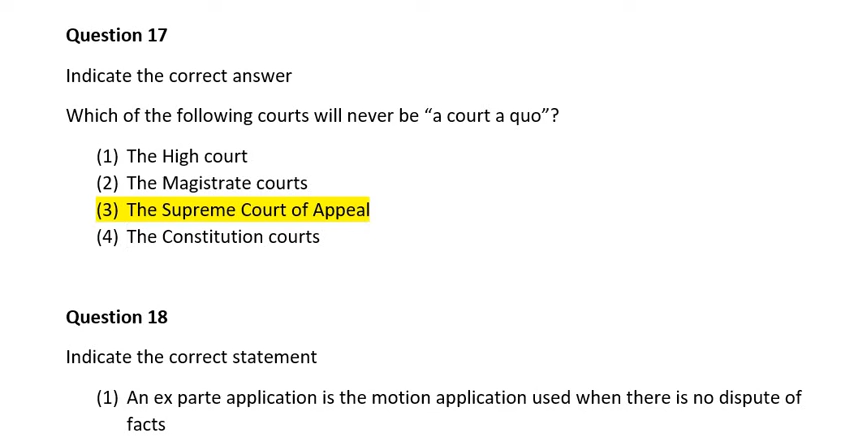 Question 17
Indicate the correct answer
Which of the following courts will never be “a court a quo”?
(1) The High court
(2) The Magistrate courts
(3) The Supreme Court of Appeal
(4) The Constitution courts
Question 18
Indicate the correct statement
(1) An ex parte application is the motion application used when there is no dispute of
facts